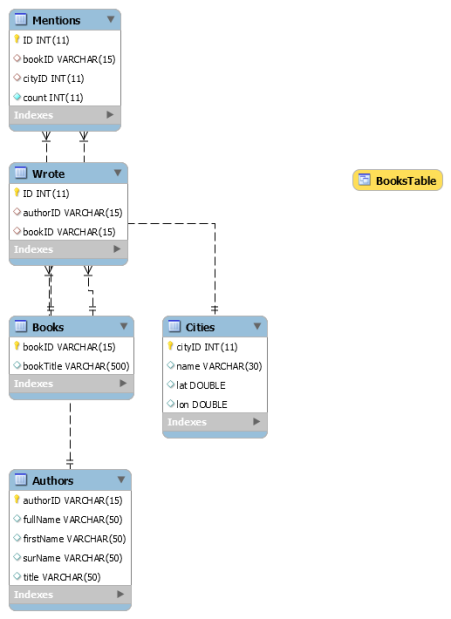 Mentions
ID INT(11)
bookID VARCHAR(15)
cityID INT(11)
count INT(11)
Indexes
Wrote
ID INT(11)
authorID VARCHAR(15)
bookID VARCHAR(15)
Indexes
BooksTable
Books
bookID VARCHAR(15)
bookTitle VARCHAR(500)
Indexes
Cities
cityID INT(11)
name VARCHAR(30)
lat DOUBLE
lon DOUBLE
Indexes
Authors
authorID VARCHAR(15)
fullName VARCHAR(50)
firstName VARCHAR(50)
surName VARCHAR(50)
title VARCHAR(50)
Indexes